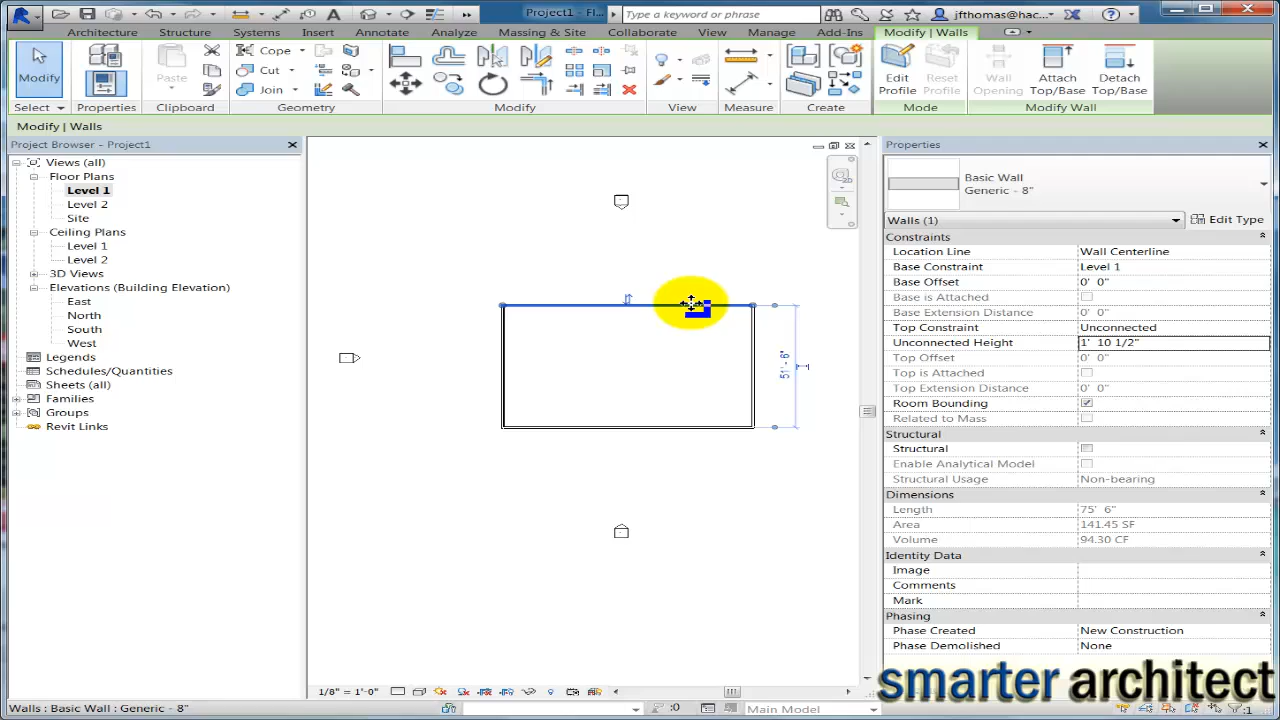 Project1 - Fl...
Type a keyword or phrase
jfthomas@hac...
Architecture Structure Systems Insert Annotate Analyze Massing & Site Collaborate View Manage Add-Ins Modify | Walls
Modify
Cope
Cut
Join
Paste
Edit Profile
Reset Profile
Wall Opening
Attach Top/Base
Detach Top/Base
Select Properties Clipboard Geometry Modify View Measure Create Mode Modify Wall
Modify | Walls
Project Browser - Project1
Views (all)
Floor Plans
Level 1
Level 2
Site
Ceiling Plans
Level 1
Level 2
3D Views
Elevations (Building Elevation)
East
North
South
West
Legends
Schedules/Quantities
Sheets (all)
Families
Groups
Revit Links
51' - 6"
1/8" = 1'-0"
Properties
Basic Wall
Generic - 8"
Walls (1) Edit Type
Constraints
Location Line Wall Centerline
Base Constraint Level 1
Base Offset 0' 0"
Base is Attached
Base Extension Distance 0' 0"
Top Constraint Unconnected
Unconnected Height 1' 10 1/2"
Top Offset 0' 0"
Top is Attached
Top Extension Distance 0' 0"
Room Bounding
Related to Mass
Structural
Structural
Enable Analytical Model
Structural Usage Non-bearing
Dimensions
Length 75' 6"
Area 141.45 SF
Volume 94.30 CF
Identity Data
Image
Comments
Mark
Phasing
Phase Created New Construction
Phase Demolished None
smarter architect
Walls : Basic Wall : Generic - 8" :0 Main Model :1